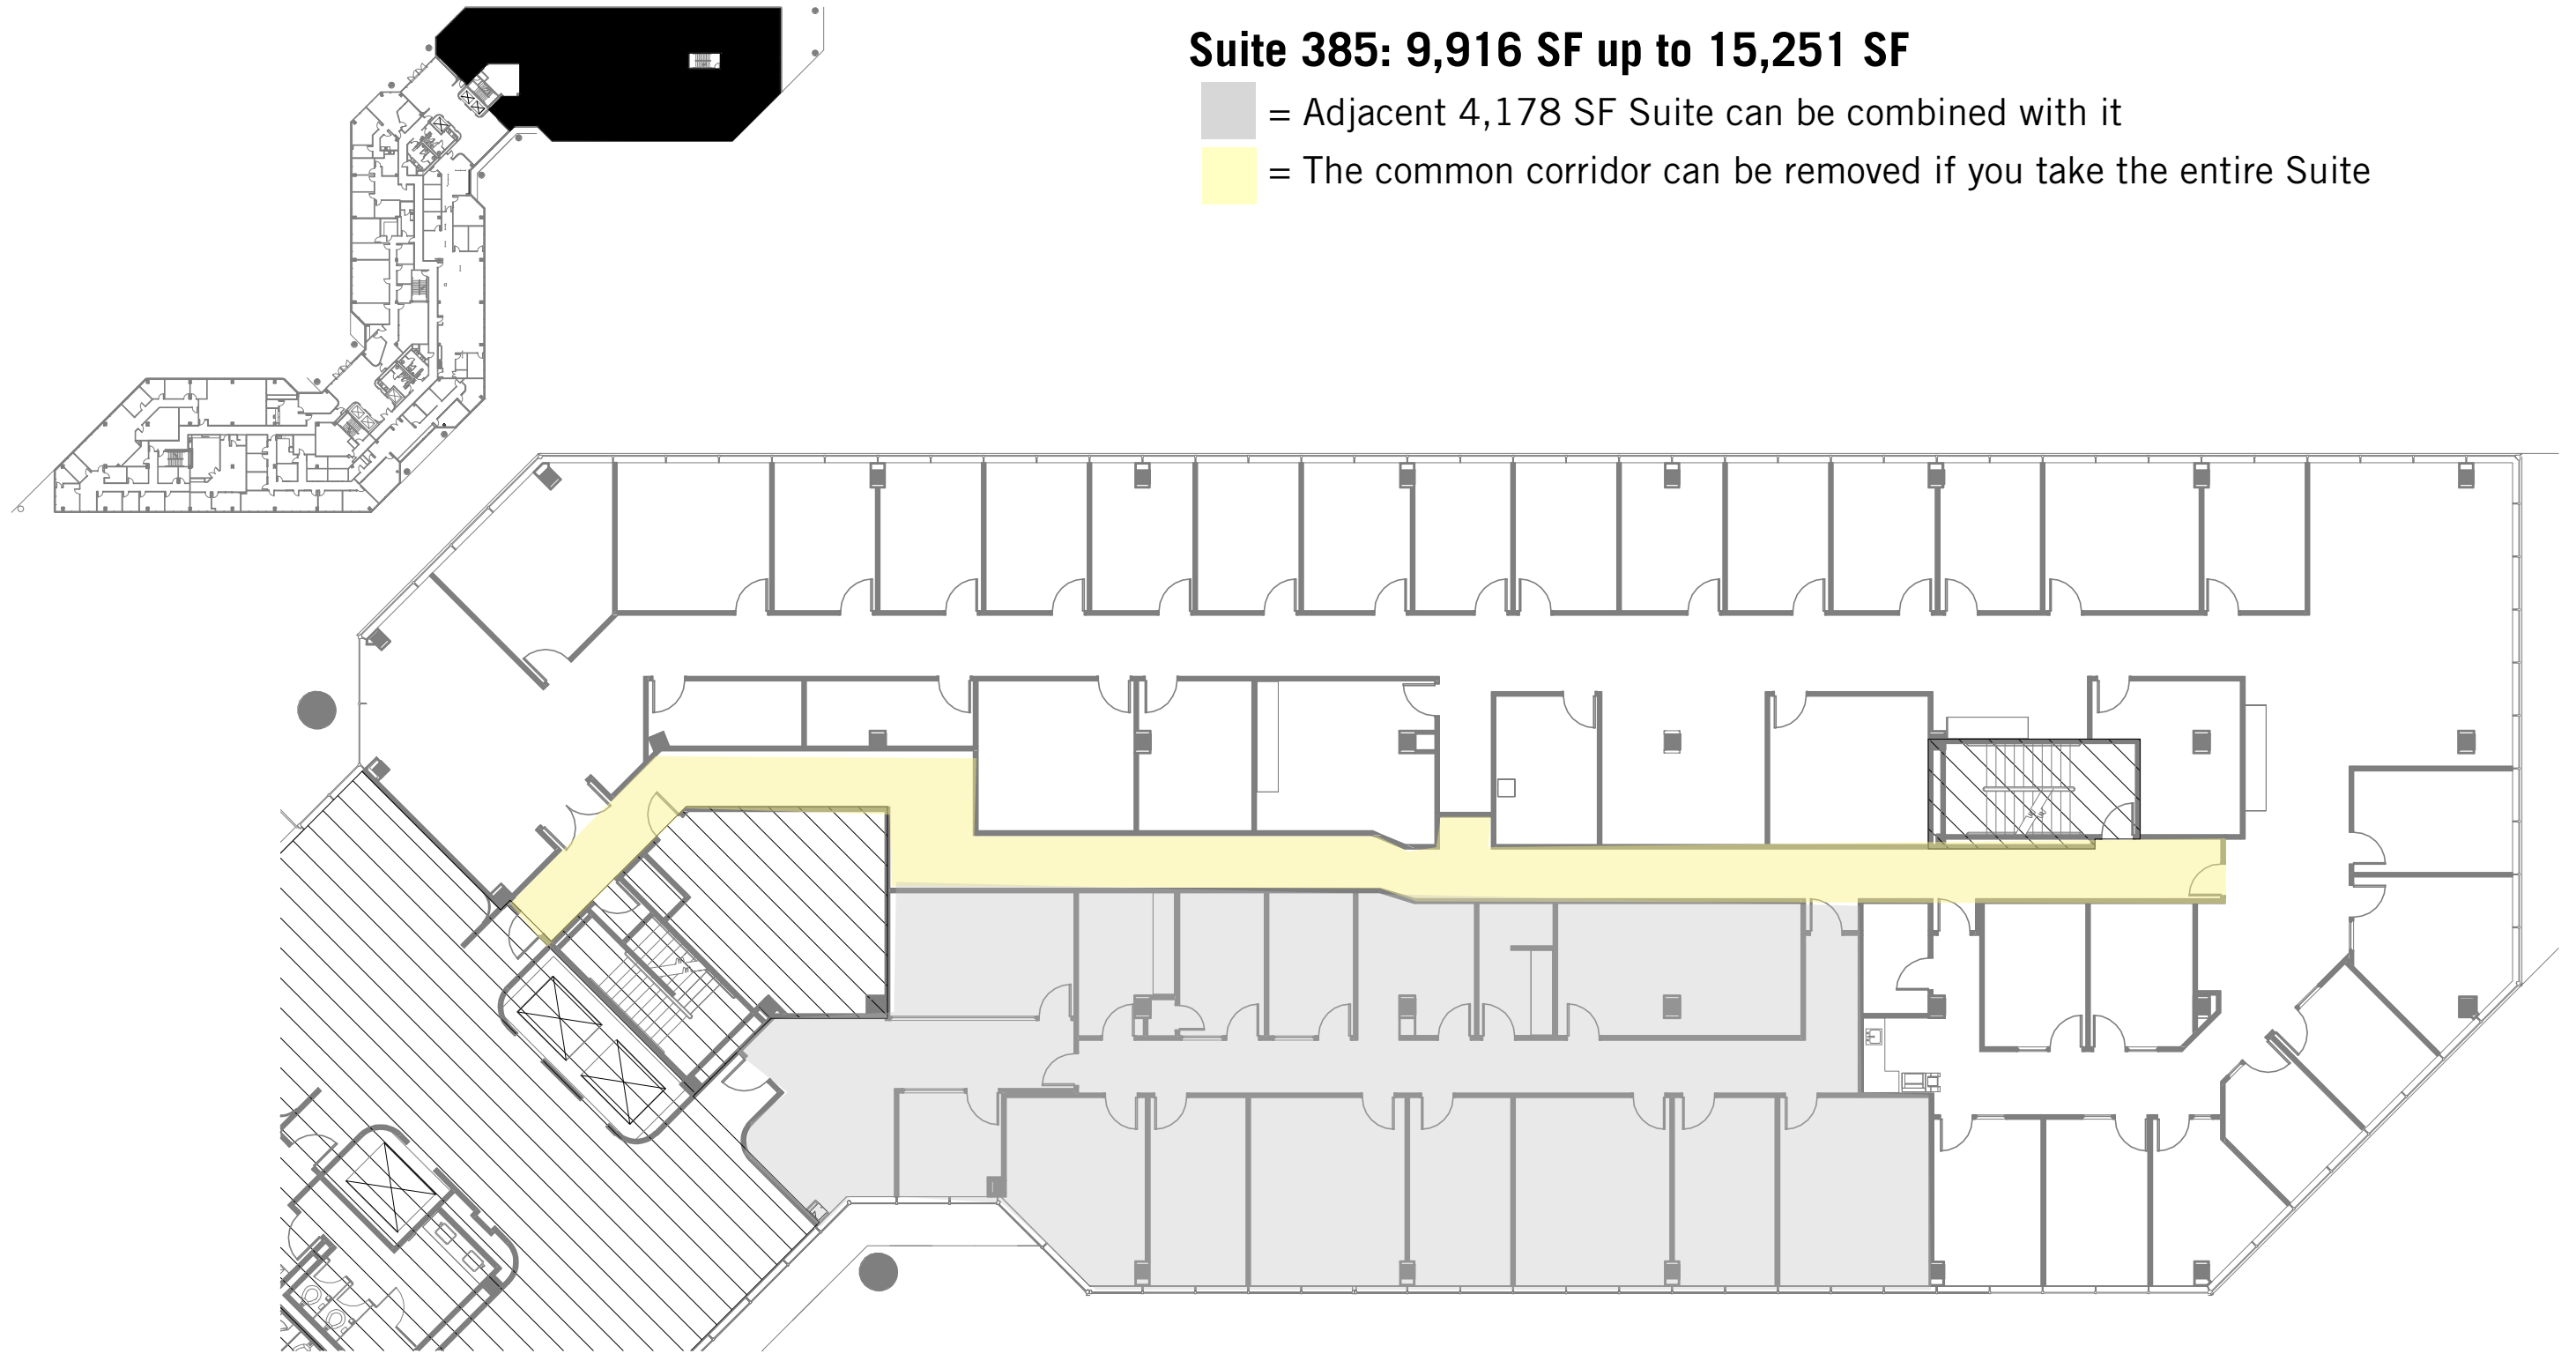 Suite 385: 9,916 SF up to 15,251 SF
= Adjacent 4,178 SF Suite can be combined with it
= The common corridor can be removed if you take the entire Suite